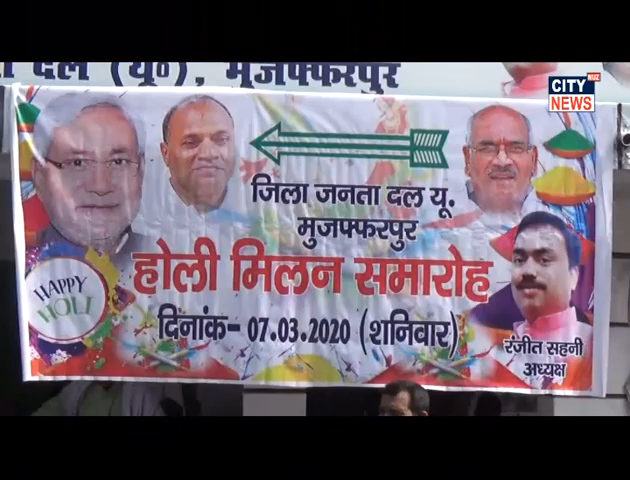 दल (यू०), मुजफ्फरपुर
CITY NUZ
NEWS
जिला जनता दल यू.
मुजफ्फरपुर
होली मिलन समारोह
HAPPY
HOLI
दिनांक- 07.03.2020 (शनिवार)
रंजीत सहनी
अध्यक्ष